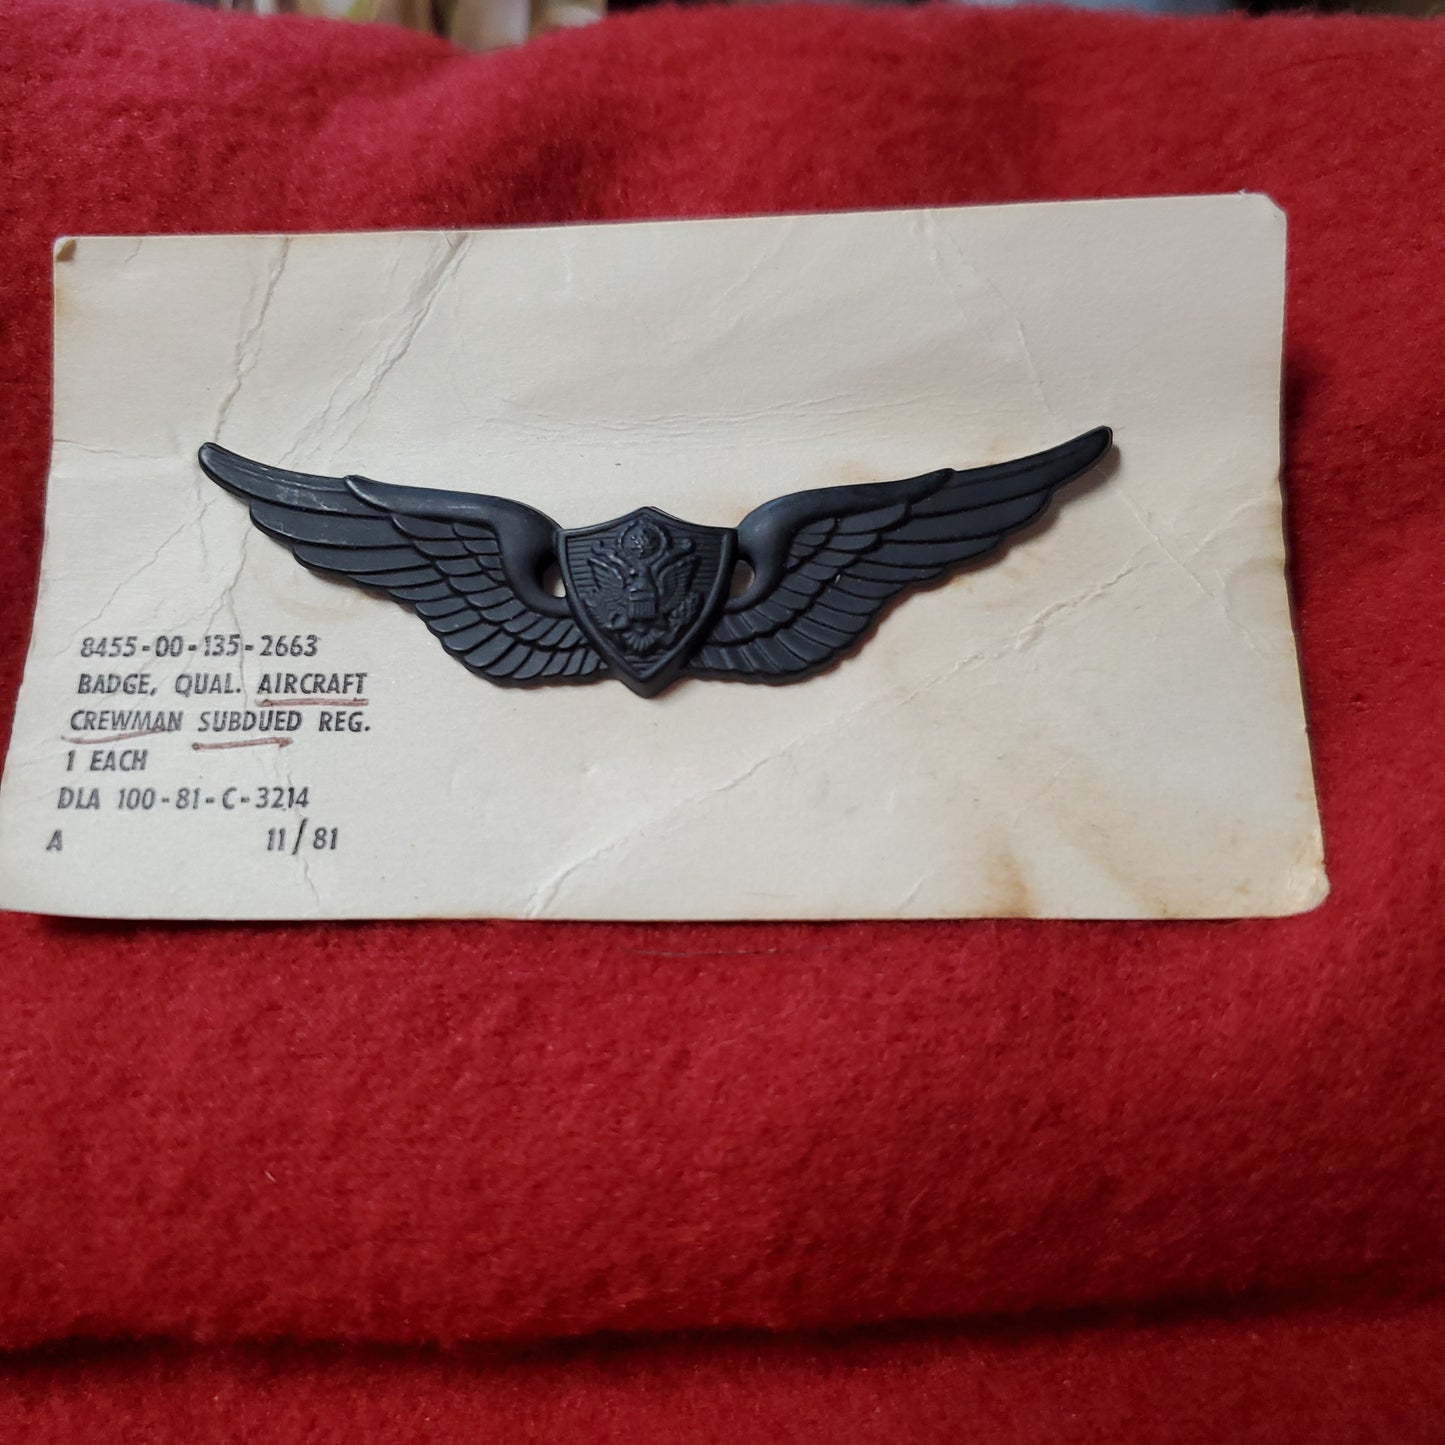 8455-00-135-2663
BADGE, QUAL. AIRCRAFT
CREWMAN SUBDUED REG.
1 EACH
DLA 100-81-C-3214
A 11/81